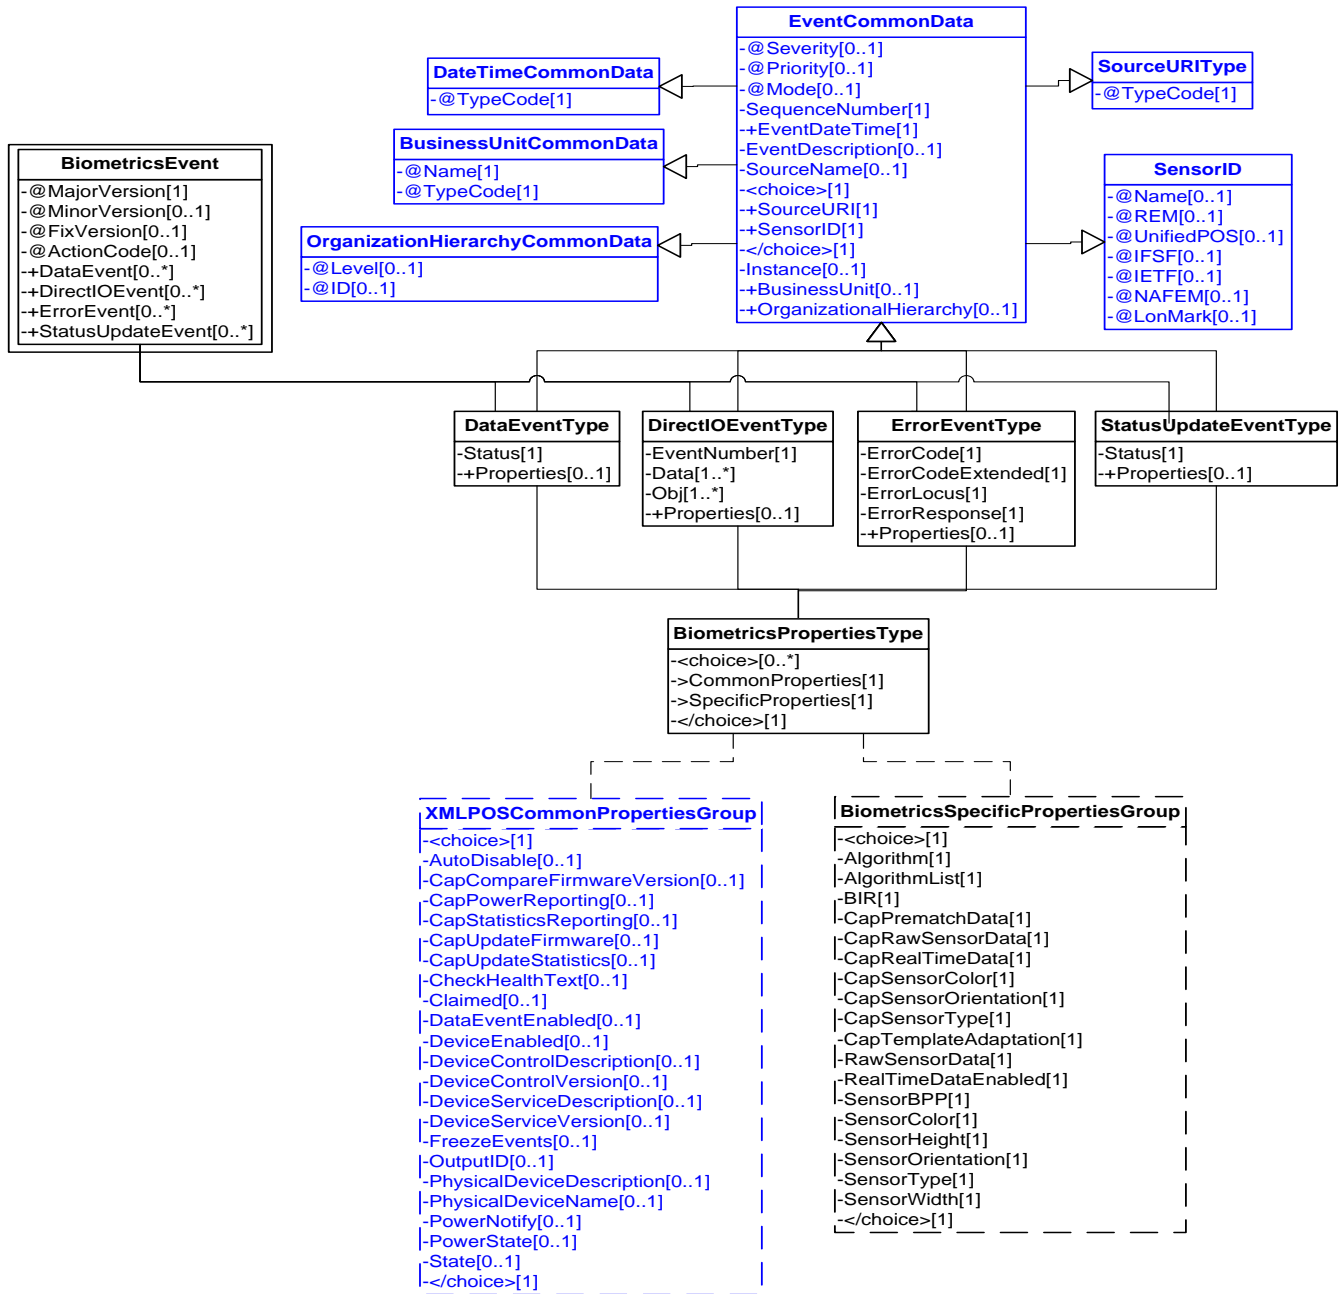 EventCommonData
-@Severity[0..1]
-@Priority[0..1]
-@Mode[0..1]
-SequenceNumber[1]
-+EventDateTime[1]
-EventDescription[0..1]
-SourceName[0..1]
-<choice>[1]
-+SourceURI[1]
-+SensorID[1]
-</choice>[1]
-Instance[0..1]
-+BusinessUnit[0..1]
-+OrganizationalHierarchy[0..1]
DateTimeCommonData
-@TypeCode[1]
SourceURIType
-@TypeCode[1]
BusinessUnitCommonData
-@Name[1]
-@TypeCode[1]
BiometricsEvent
-@MajorVersion[1]
-@MinorVersion[0..1]
-@FixVersion[0..1]
-@ActionCode[0..1]
-+DataEvent[0..*]
-+DirectIOEvent[0..*]
-+ErrorEvent[0..*]
-+StatusUpdateEvent[0..*]
SensorID
-@Name[0..1]
-@REM[0..1]
-@UnifiedPOS[0..1]
-@IFSF[0..1]
-@IETF[0..1]
-@NAFEM[0..1]
-@LonMark[0..1]
OrganizationHierarchyCommonData
-@Level[0..1]
-@ID[0..1]
DataEventType
-Status[1]
-+Properties[0..1]
DirectIOEventType
-EventNumber[1]
-Data[1..*]
-Obj[1..*]
-+Properties[0..1]
ErrorEventType
-ErrorCode[1]
-ErrorCodeExtended[1]
-ErrorLocus[1]
-ErrorResponse[1]
-+Properties[0..1]
StatusUpdateEventType
-Status[1]
-+Properties[0..1]
BiometricsPropertiesType
-<choice>[0..*]
->CommonProperties[1]
->SpecificProperties[1]
-</choice>[1]
XMLPOSCommonPropertiesGroup
-<choice>[1]
-AutoDisable[0..1]
-CapCompareFirmwareVersion[0..1]
-CapPowerReporting[0..1]
-CapStatisticsReporting[0..1]
-CapUpdateFirmware[0..1]
-CapUpdateStatistics[0..1]
-CheckHealthText[0..1]
-Claimed[0..1]
-DataEventEnabled[0..1]
-DeviceEnabled[0..1]
-DeviceControlDescription[0..1]
-DeviceControlVersion[0..1]
-DeviceServiceDescription[0..1]
-DeviceServiceVersion[0..1]
-FreezeEvents[0..1]
-OutputID[0..1]
-PhysicalDeviceDescription[0..1]
-PhysicalDeviceName[0..1]
-PowerNotify[0..1]
-PowerState[0..1]
-State[0..1]
-</choice>[1]
BiometricsSpecificPropertiesGroup
-<choice>[1]
-Algorithm[1]
-AlgorithmList[1]
-BIR[1]
-CapPrematchData[1]
-CapRawSensorData[1]
-CapRealTimeData[1]
-CapSensorColor[1]
-CapSensorOrientation[1]
-CapSensorType[1]
-CapTemplateAdaptation[1]
-RawSensorData[1]
-RealTimeDataEnabled[1]
-SensorBPP[1]
-SensorColor[1]
-SensorHeight[1]
-SensorOrientation[1]
-SensorType[1]
-SensorWidth[1]
-</choice>[1]